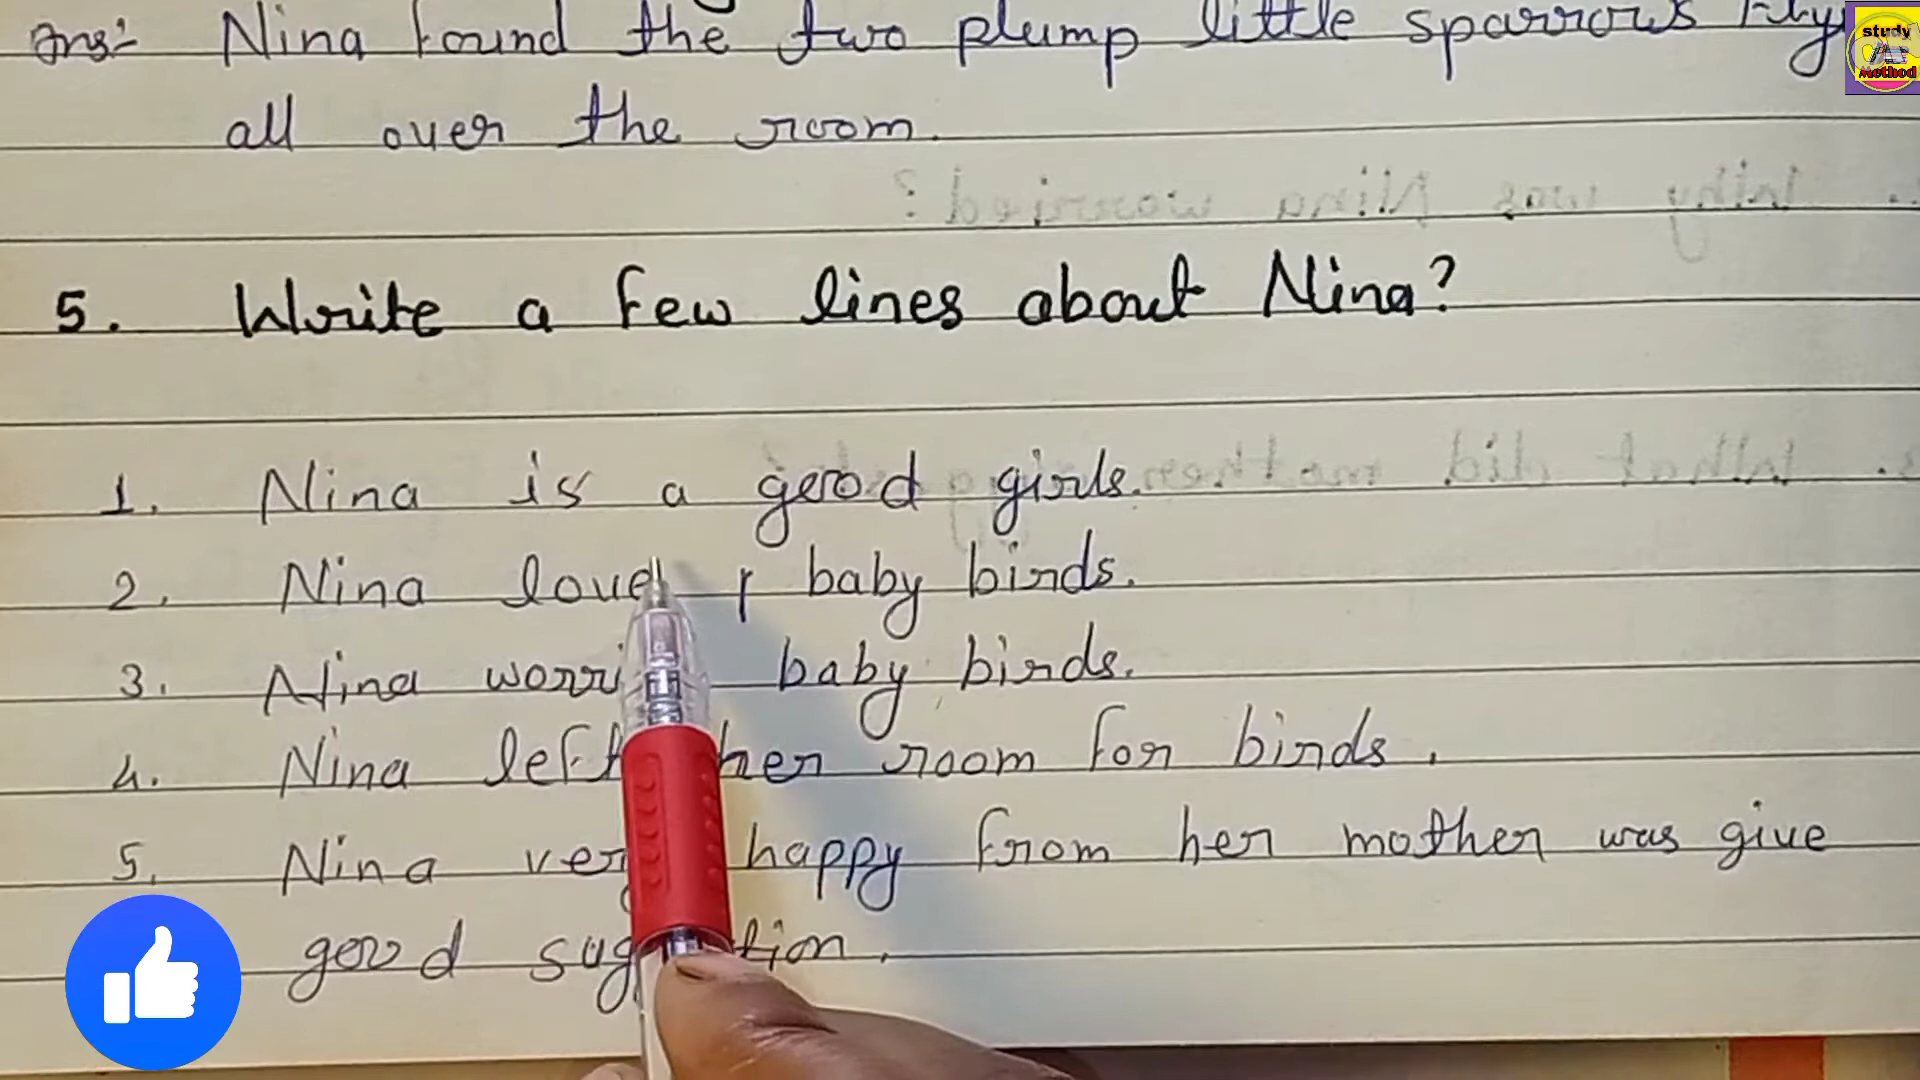 Ans:- Nina found the two plump little sparrows
all over the room.
5. Write a few lines about Nina?
1. Nina is a good girls.
2. Nina love baby birds.
3. Nina baby birds.
4. Nina left her room for birds.
5. Nina very happy from her mother was give
good
study
Method